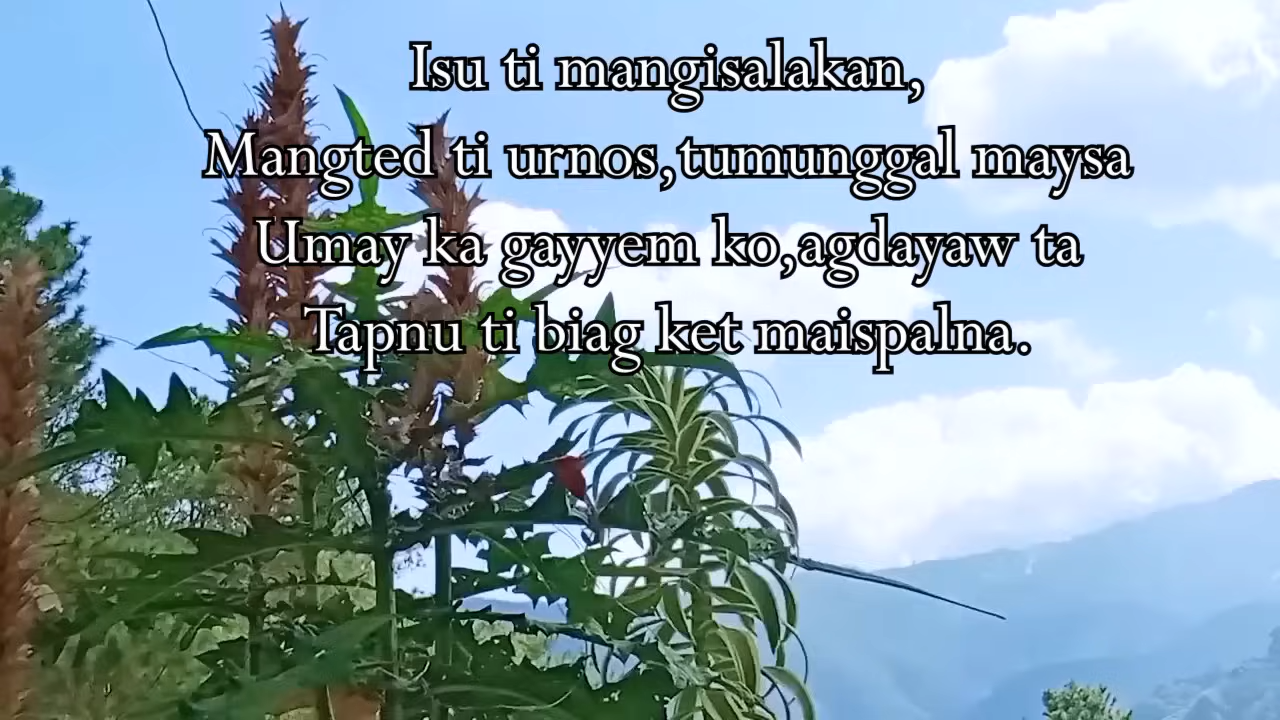 Isu ti mangisalakan,
Mangted ti urnos,tumunggal maysa
Umay ka gayyem ko,agdayaw ta
Tapnu ti biag ket maispalna.